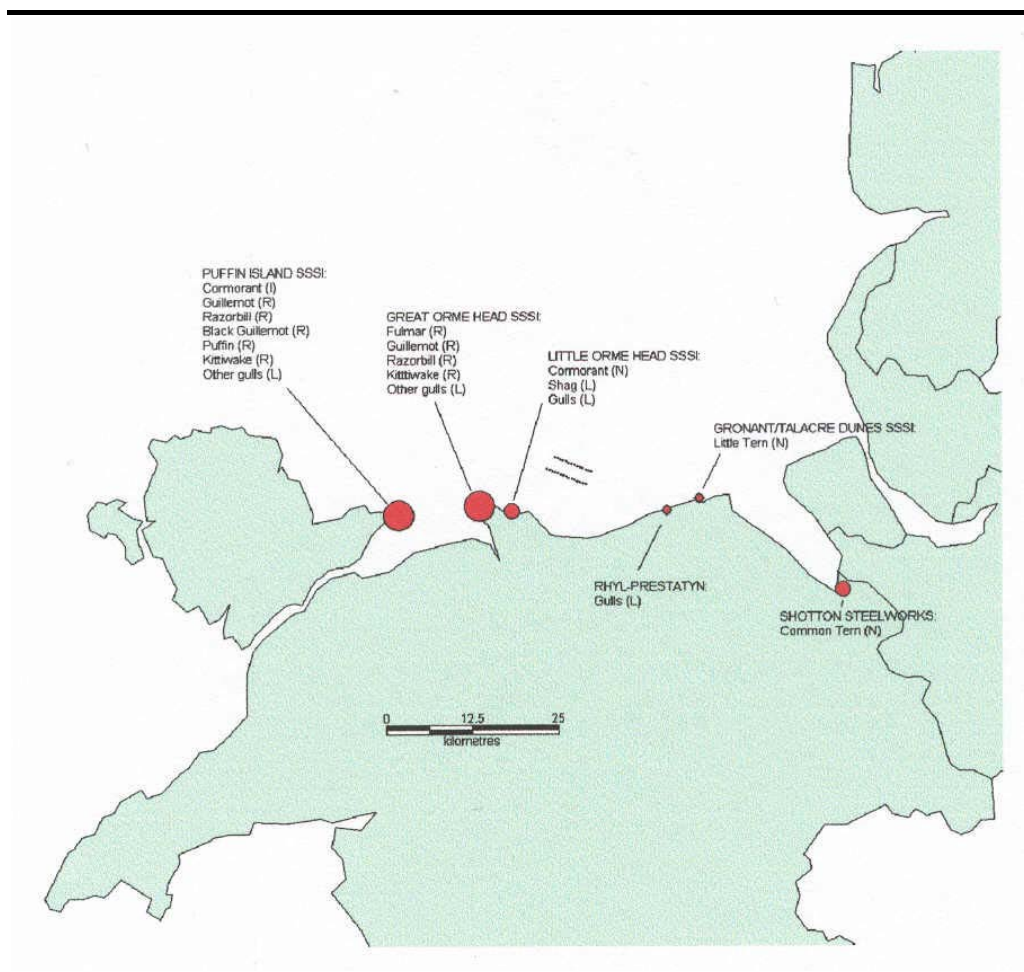 PUFFIN ISLAND SSSI:
Cormorant (I)
Guillemot (R)
Razorbill (R)
Black Guillemot (R)
Puffin (R)
Kittiwake (R)
Other gulls (L)
GREAT ORME HEAD SSSI:
Fulmar (R)
Guillemot (R)
Razorbill (R)
Kitttiwake (R)
Other gulls (L)
LITTLE ORME HEAD SSSI:
Cormorant (N)
Shag (L)
Gulls (L)
GRONANT/TALACRE DUNES SSSI:
Little Tern (N)
RHYL-PRESTATYN:
Gulls (L)
SHOTTON STEELWORKS:
Common Tern (N)
0 12.5 25
kilometres